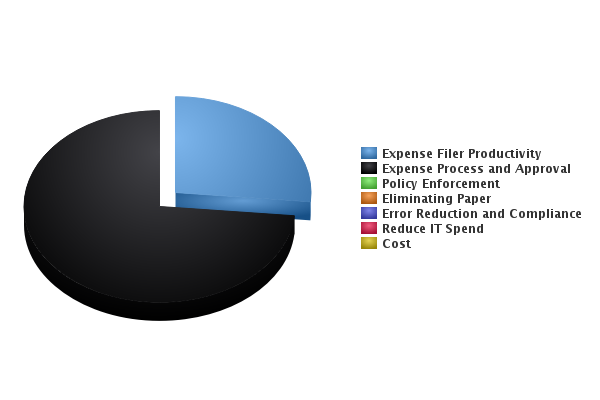 Expense Filer Productivity
Expense Process and Approval
Policy Enforcement
Eliminating Paper
Error Reduction and Compliance
Reduce IT Spend
Cost